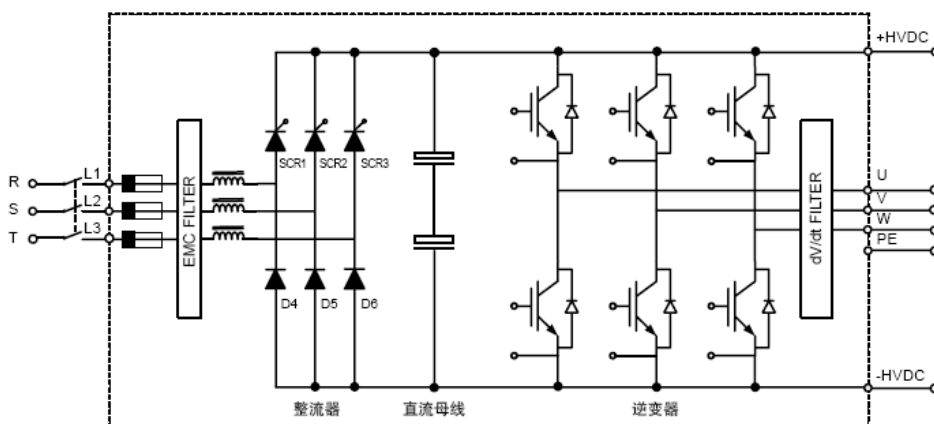 +HVDC
SCR1 SCR2 SCR3
R L1
S L2
T L3
EMC FILTER
dV/dt FILTER
U
V
W
PE
D4 D5 D6
-HVDC
整流器 直流母线 逆变器